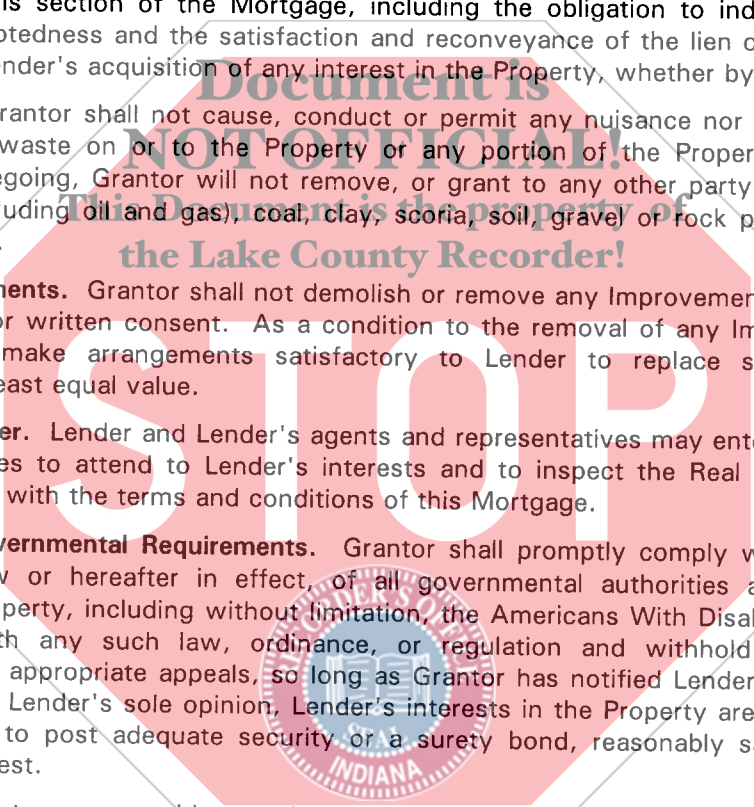 is section of the Mortgage, including the obligation to ind
otedness and the satisfaction and reconveyance of the lien o
ender's acquisition of any interest in the Property, whether by
Document is
rantor shall not cause, conduct or permit any nuisance nor
waste on or to the Property or any portion of the Proper
NOT OFFICIAL!
egoing, Grantor will not remove, or grant to any other party
uding oil and gas), coal, clay, scoria, soil, gravel or rock p
This Document is the property of
the Lake County Recorder!
nents. Grantor shall not demolish or remove any Improvemen
or written consent. As a condition to the removal of any Im
make arrangements satisfactory to Lender to replace s
east equal value.
STOP
er. Lender and Lender's agents and representatives may ent
es to attend to Lender's interests and to inspect the Real
with the terms and conditions of this Mortgage.
vernmental Requirements. Grantor shall promptly comply w
w or hereafter in effect, of all governmental authorities a
perty, including without limitation, the Americans With Disal
th any such law, ordinance, or regulation and withhold
appropriate appeals, so long as Grantor has notified Lender
Lender's sole opinion, Lender's interests in the Property are
to post adequate security or a surety bond, reasonably s
est.
RECORDER'S OFFICE
SEAL
INDIANA